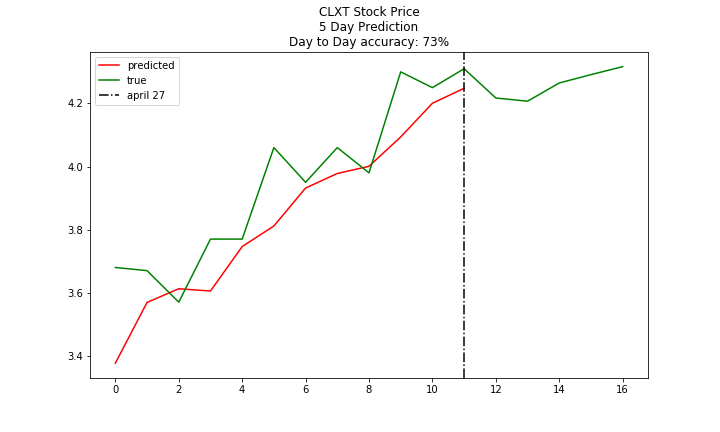 CLXT Stock Price
5 Day Prediction
Day to Day accuracy: 73%
predicted
true
april 27
4.2
4.0
3.8
3.6
3.4
0 2 4 6 8 10 12 14 16